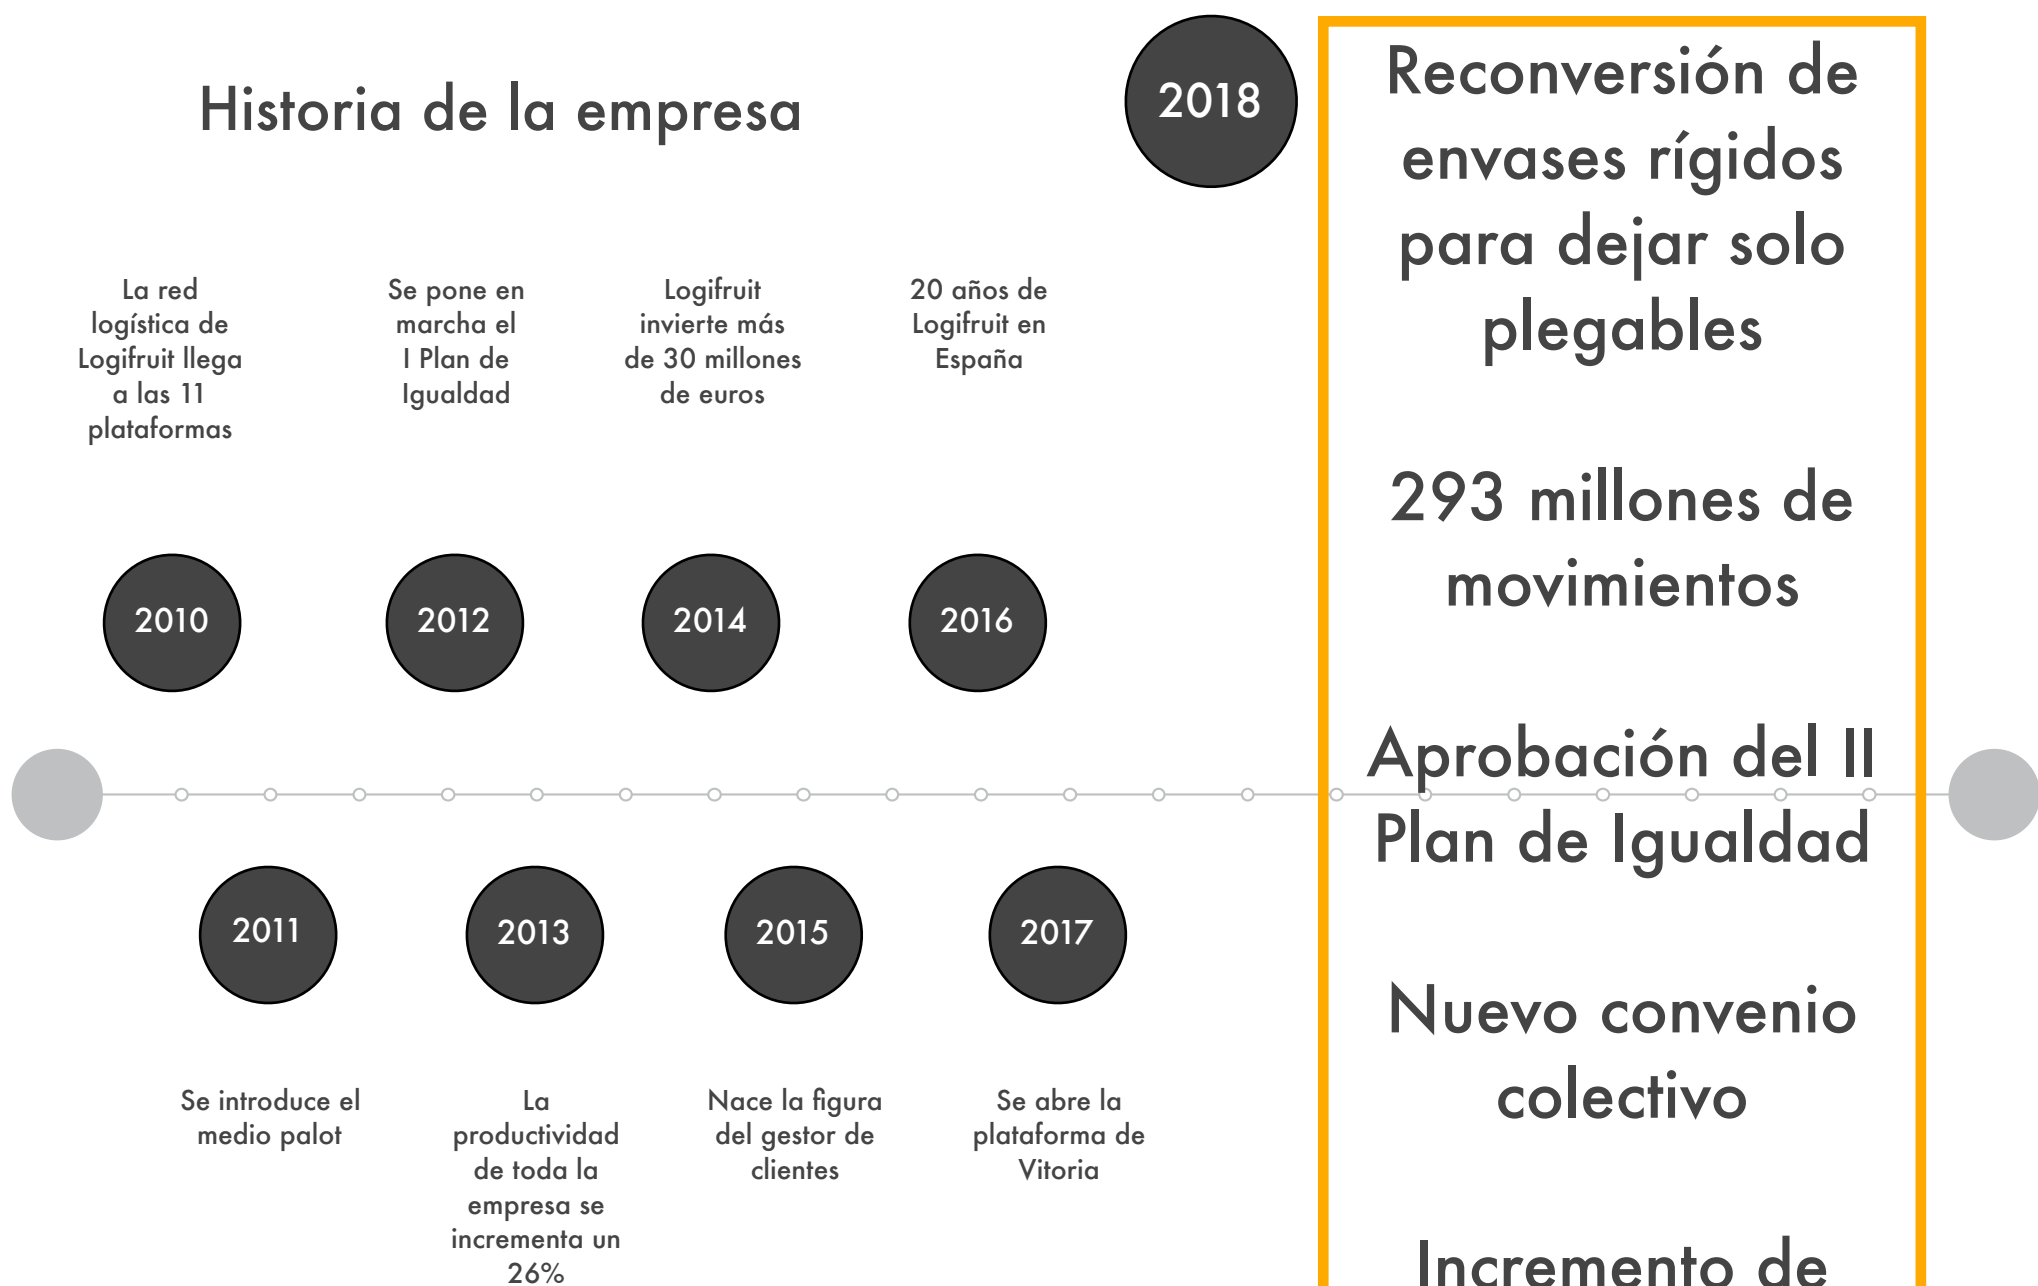 Historia de la empresa
La red
logística de
Logifruit llega
a las 11
plataformas
Se pone en
marcha el
I Plan de
Igualdad
Logifruit
invierte más
de 30 millones
de euros
20 años de
Logifruit en
España
2010
2012
2014
2016
2011
2013
2015
2017
Se introduce el
medio palot
La
productividad
de toda la
empresa se
incrementa un
26%
Nace la figura
del gestor de
clientes
Se abre la
plataforma de
Vitoria
2018
Reconversión de
envases rígidos
para dejar solo
plegables
293 millones de
movimientos
Aprobación del II
Plan de Igualdad
Nuevo convenio
colectivo
Incremento de